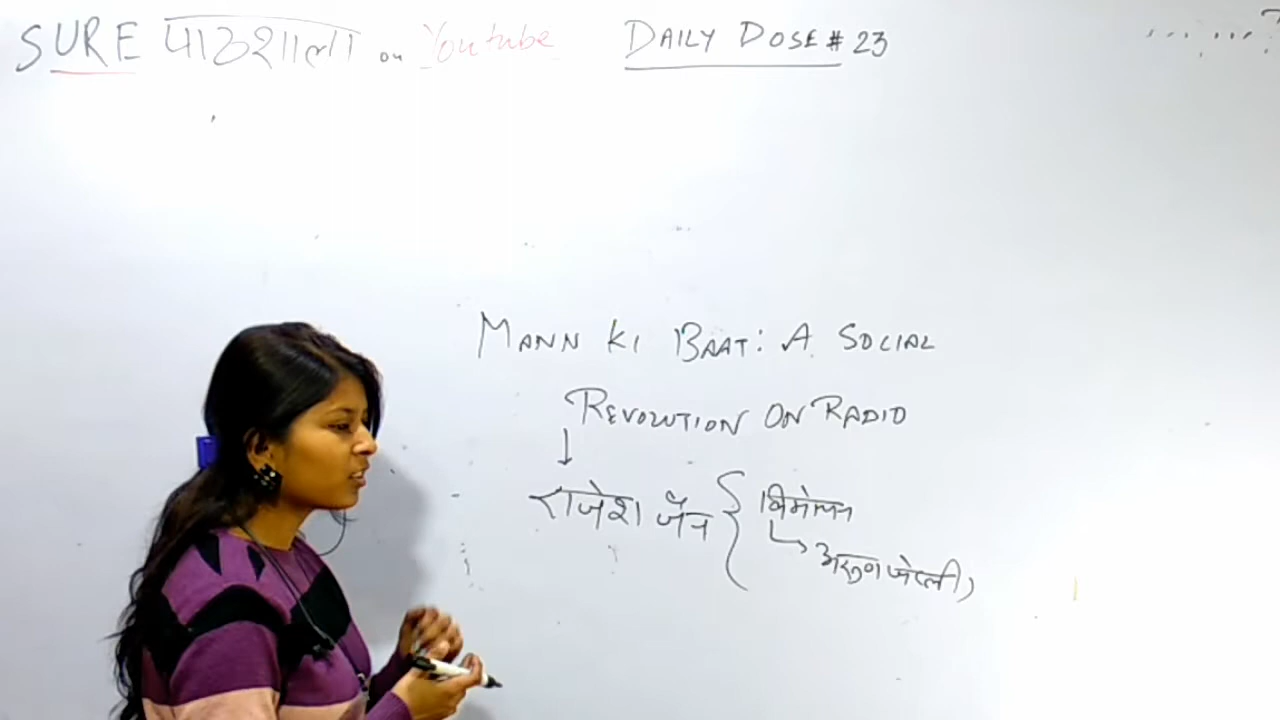 SURE पाठशाला on Youtube DAILY DOSE # 23
MANN KI BAAT: A SOCIAL
REVOLUTION ON RADIO
राजेश जैन { विमोचन
अरुण जेटली